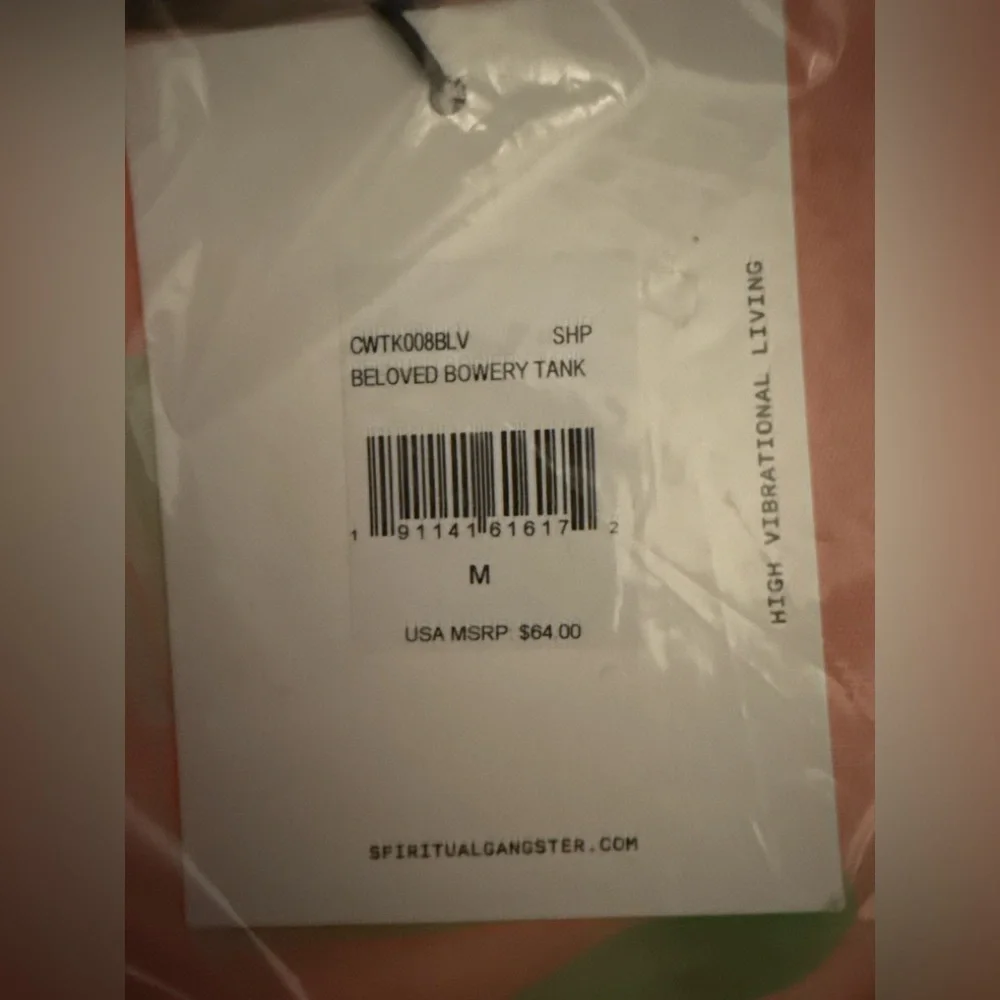 CWTK008BLV SHP
BELOVED BOWERY TANK
1 91141 61617 2
M
USA MSRP $64.00
HIGH VIBRATIONAL LIVING
SPIRITUALGANGSTER.COM